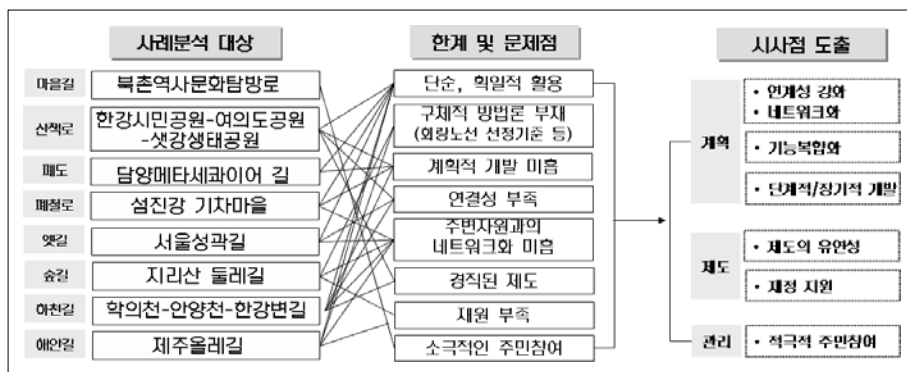 사례분석 대상
한계 및 문제점
시사점 도출
마을길
북촌역사문화탐방로
산책로
한강시민공원-여의도공원
-샛강생태공원
폐도
담양메타세콰이어 길
폐철로
섬진강 기차마을
옛길
서울성곽길
숲길
지리산 둘레길
하천길
학의천-안양천-한강변길
해안길
제주올레길
단순, 획일적 활용
구체적 방법론 부재
(회랑노선 선정기준 등)
계획적 개발 미흡
연결성 부족
주변자원과의
네트워크화 미흡
경직된 제도
재원 부족
소극적인 주민참여
계획
• 연계성 강화
• 네트워크화
• 기능복합화
• 단계적/장기적 개발
제도
• 제도의 유연성
• 재정 지원
관리
• 적극적 주민참여